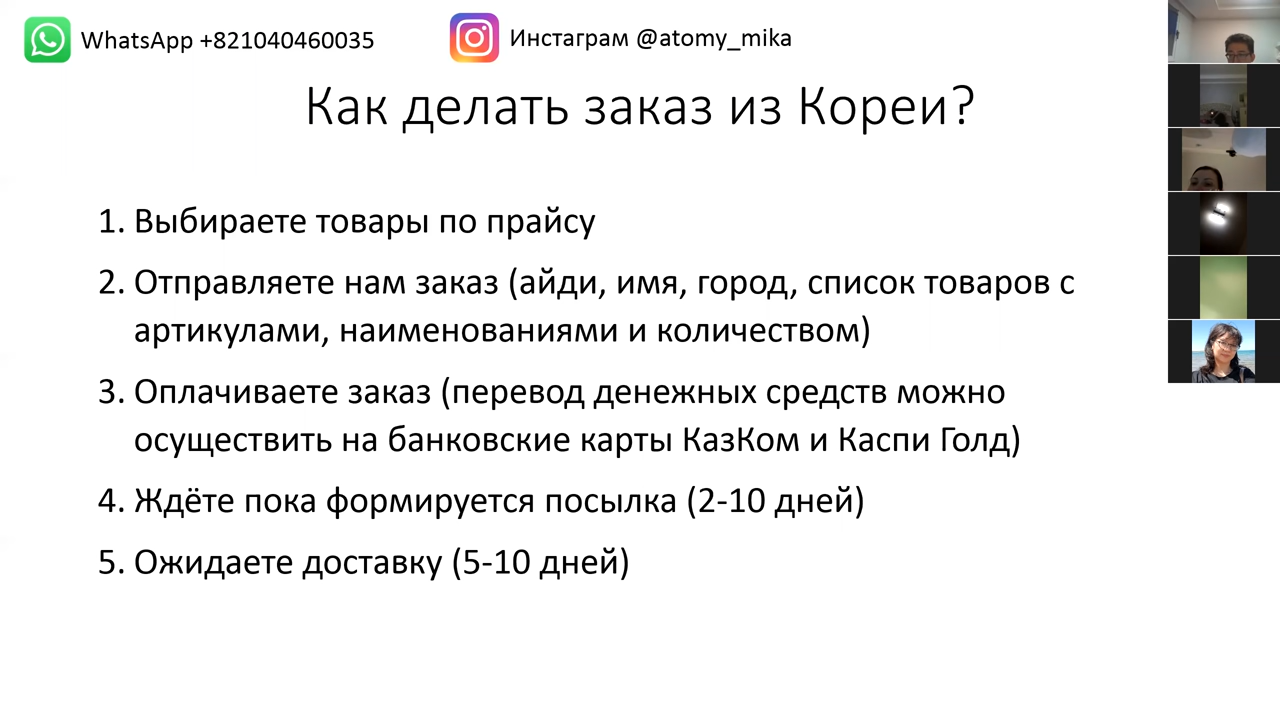 WhatsApp +821040460035
Инстаграм @atomy_mika
Как делать заказ из Кореи?
1. Выбираете товары по прайсу
2. Отправляете нам заказ (айди, имя, город, список товаров с
артикулами, наименованиями и количеством)
3. Оплачиваете заказ (перевод денежных средств можно
осуществить на банковские карты КазКом и Каспи Голд)
4. Ждёте пока формируется посылка (2-10 дней)
5. Ожидаете доставку (5-10 дней)